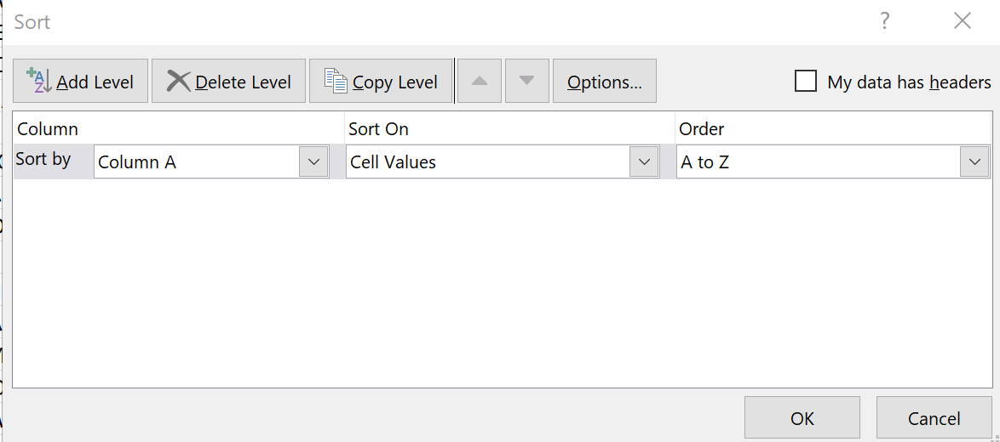 Sort
?
Add Level Delete Level Copy Level Options... My data has headers
Column Sort On Order
Sort by Column A Cell Values A to Z
OK Cancel